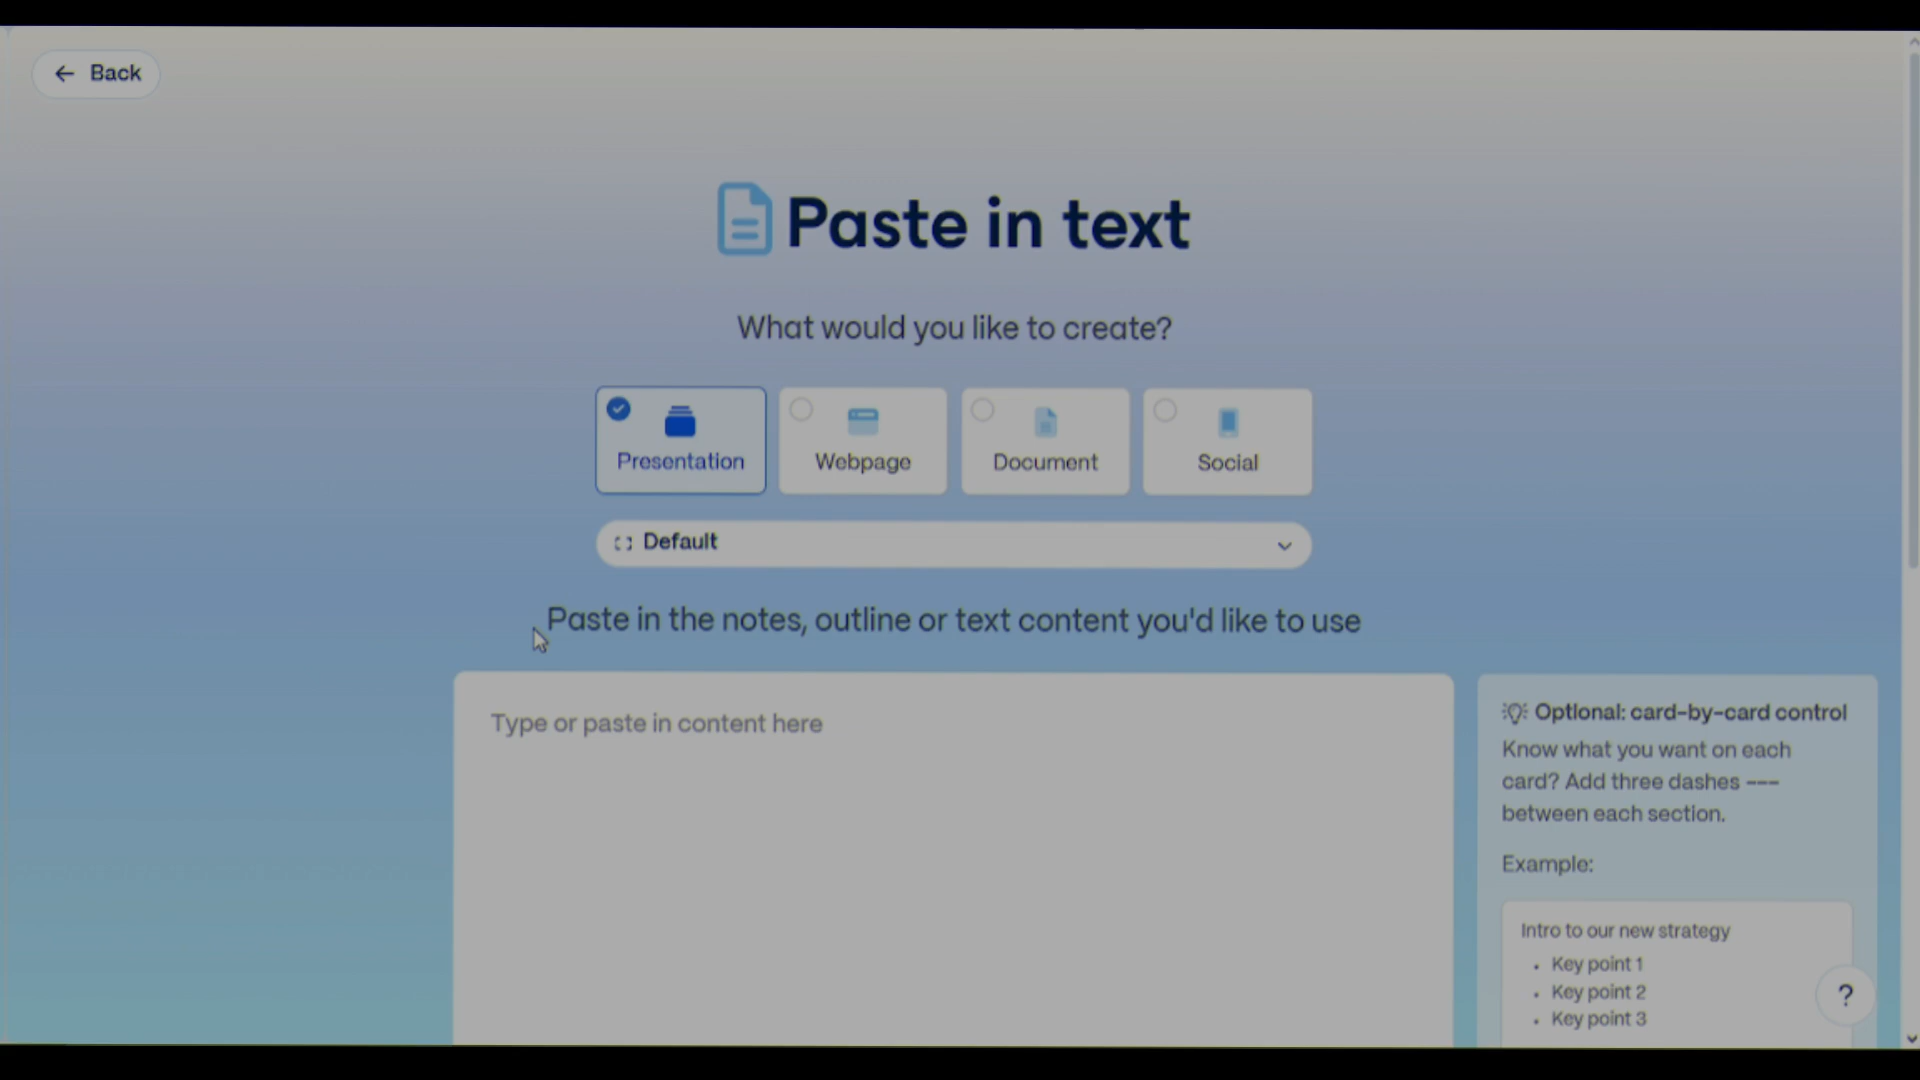 Back
Paste in text
What would you like to create?
Presentation
Webpage
Document
Social
Default
Paste in the notes, outline or text content you'd like to use
Type or paste in content here
Optional: card-by-card control
Know what you want on each
card? Add three dashes ---
between each section.
Example:
Intro to our new strategy
• Key point 1
• Key point 2
• Key point 3
?